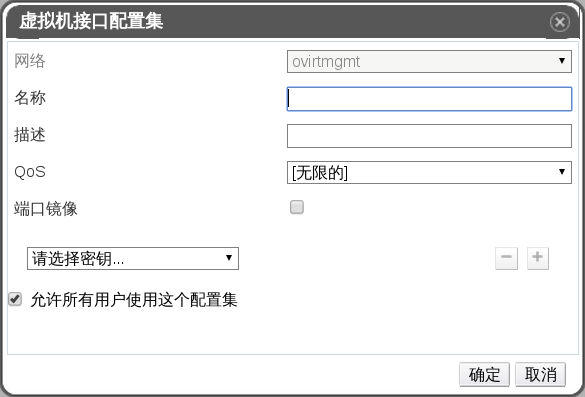 虚拟机接口配置集
网络 ovirtmgmt
名称
描述
QoS [无限的]
端口镜像
请选择密钥...
允许所有用户使用这个配置集
确定 取消